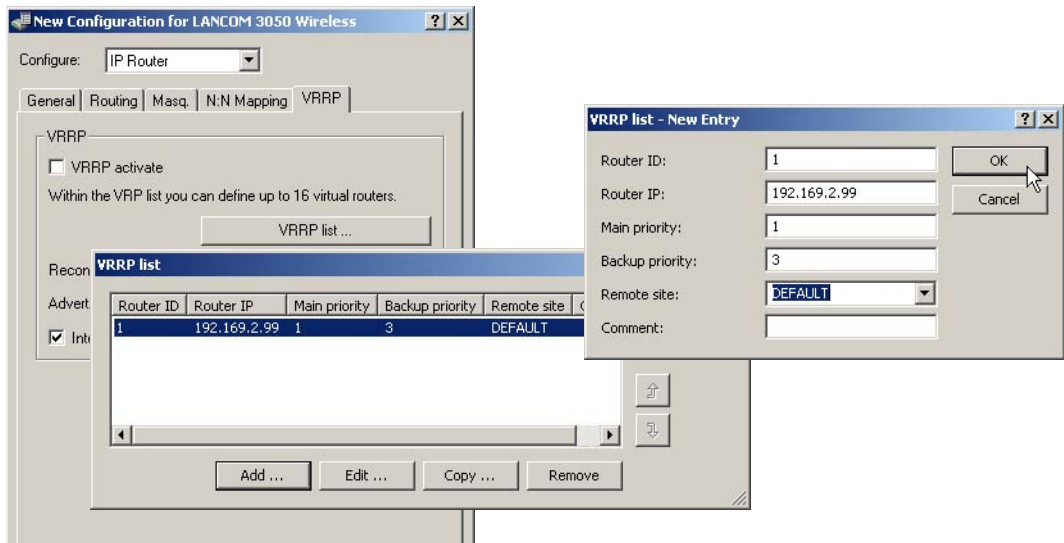 New Configuration for LANCOM 3050 Wireless
Configure: IP Router
General Routing Masq. N:N Mapping VRRP
VRRP
VRRP activate
Within the VRP list you can define up to 16 virtual routers.
VRRP list ...
Recon
Advert
Inte
VRRP list
Router ID Router IP Main priority Backup priority Remote site
1 192.169.2.99 1 3 DEFAULT
Add ... Edit ... Copy ... Remove
VRRP list - New Entry
Router ID: 1
Router IP: 192.169.2.99
Main priority: 1
Backup priority: 3
Remote site: DEFAULT
Comment:
OK
Cancel